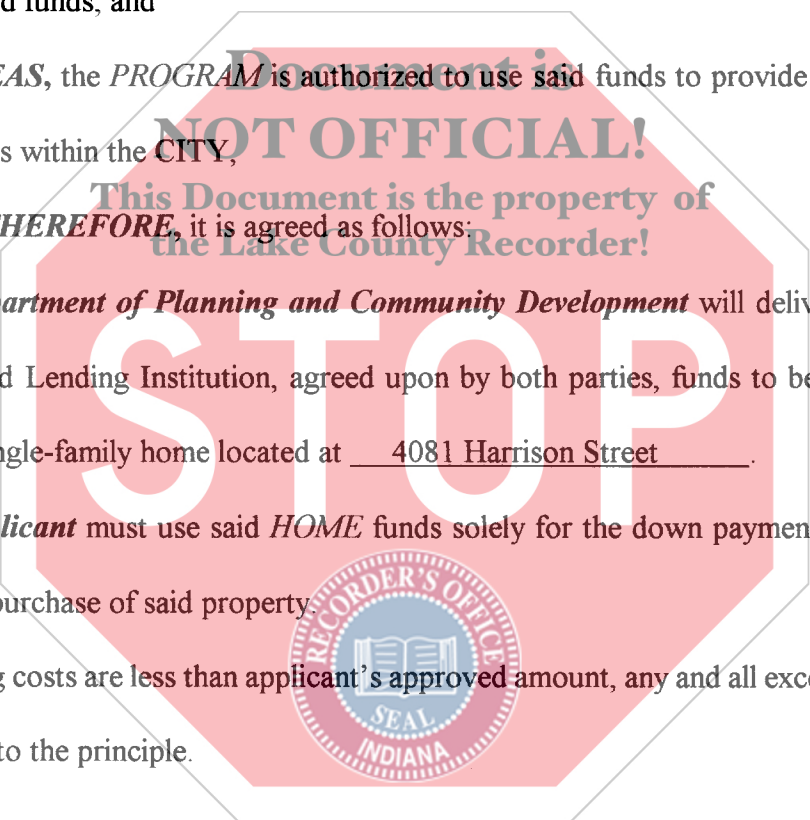 d funds, and
EAS, the PROGRAM is authorized to use said funds to provide
s within the CITY,
HEREFORE, it is agreed as follows:
partment of Planning and Community Development will deliv
d Lending Institution, agreed upon by both parties, funds to be
ngle-family home located at 4081 Harrison Street.
licant must use said HOME funds solely for the down paymen
purchase of said property.
g costs are less than applicant's approved amount, any and all exc
to the principle.
Document is
NOT OFFICIAL!
This Document is the property of
the Lake County Recorder!
STOP
RECORDER'S OFFICE
SEAL
INDIANA